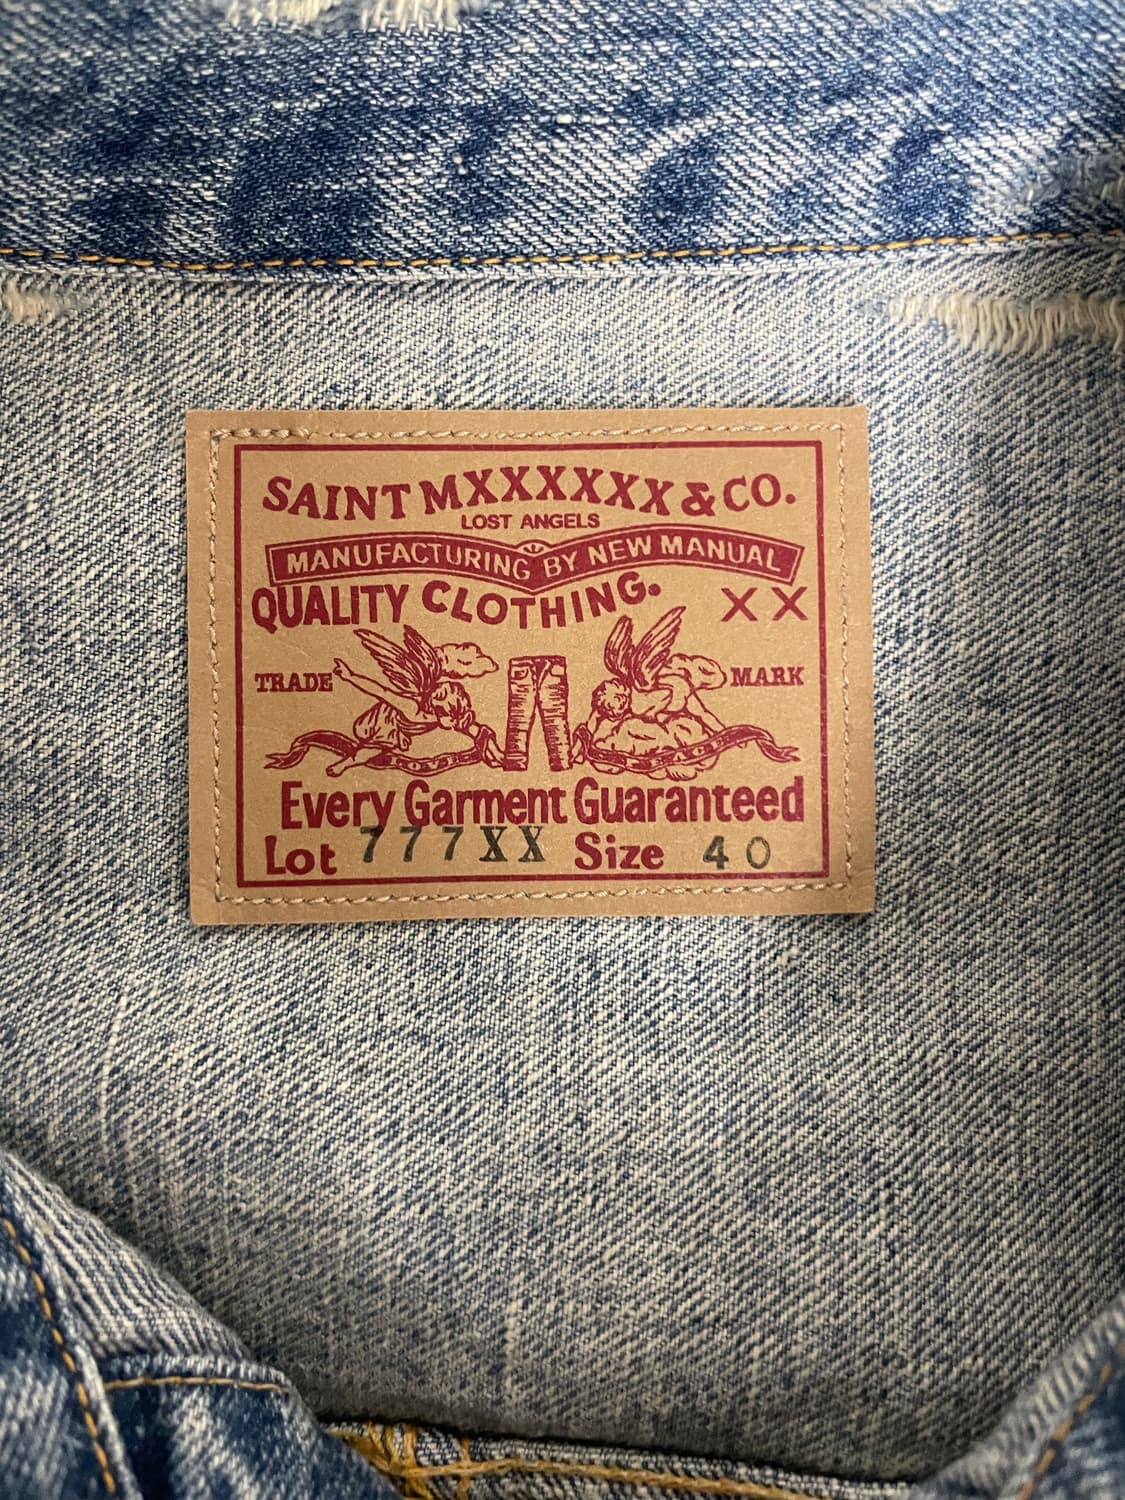 SAINT MXXXXXX & CO.
LOST ANGELS
MANUFACTURING BY NEW MANUAL
QUALITY CLOTHING. XX
TRADE MARK
Every Garment Guaranteed
Lot 777XX Size 40